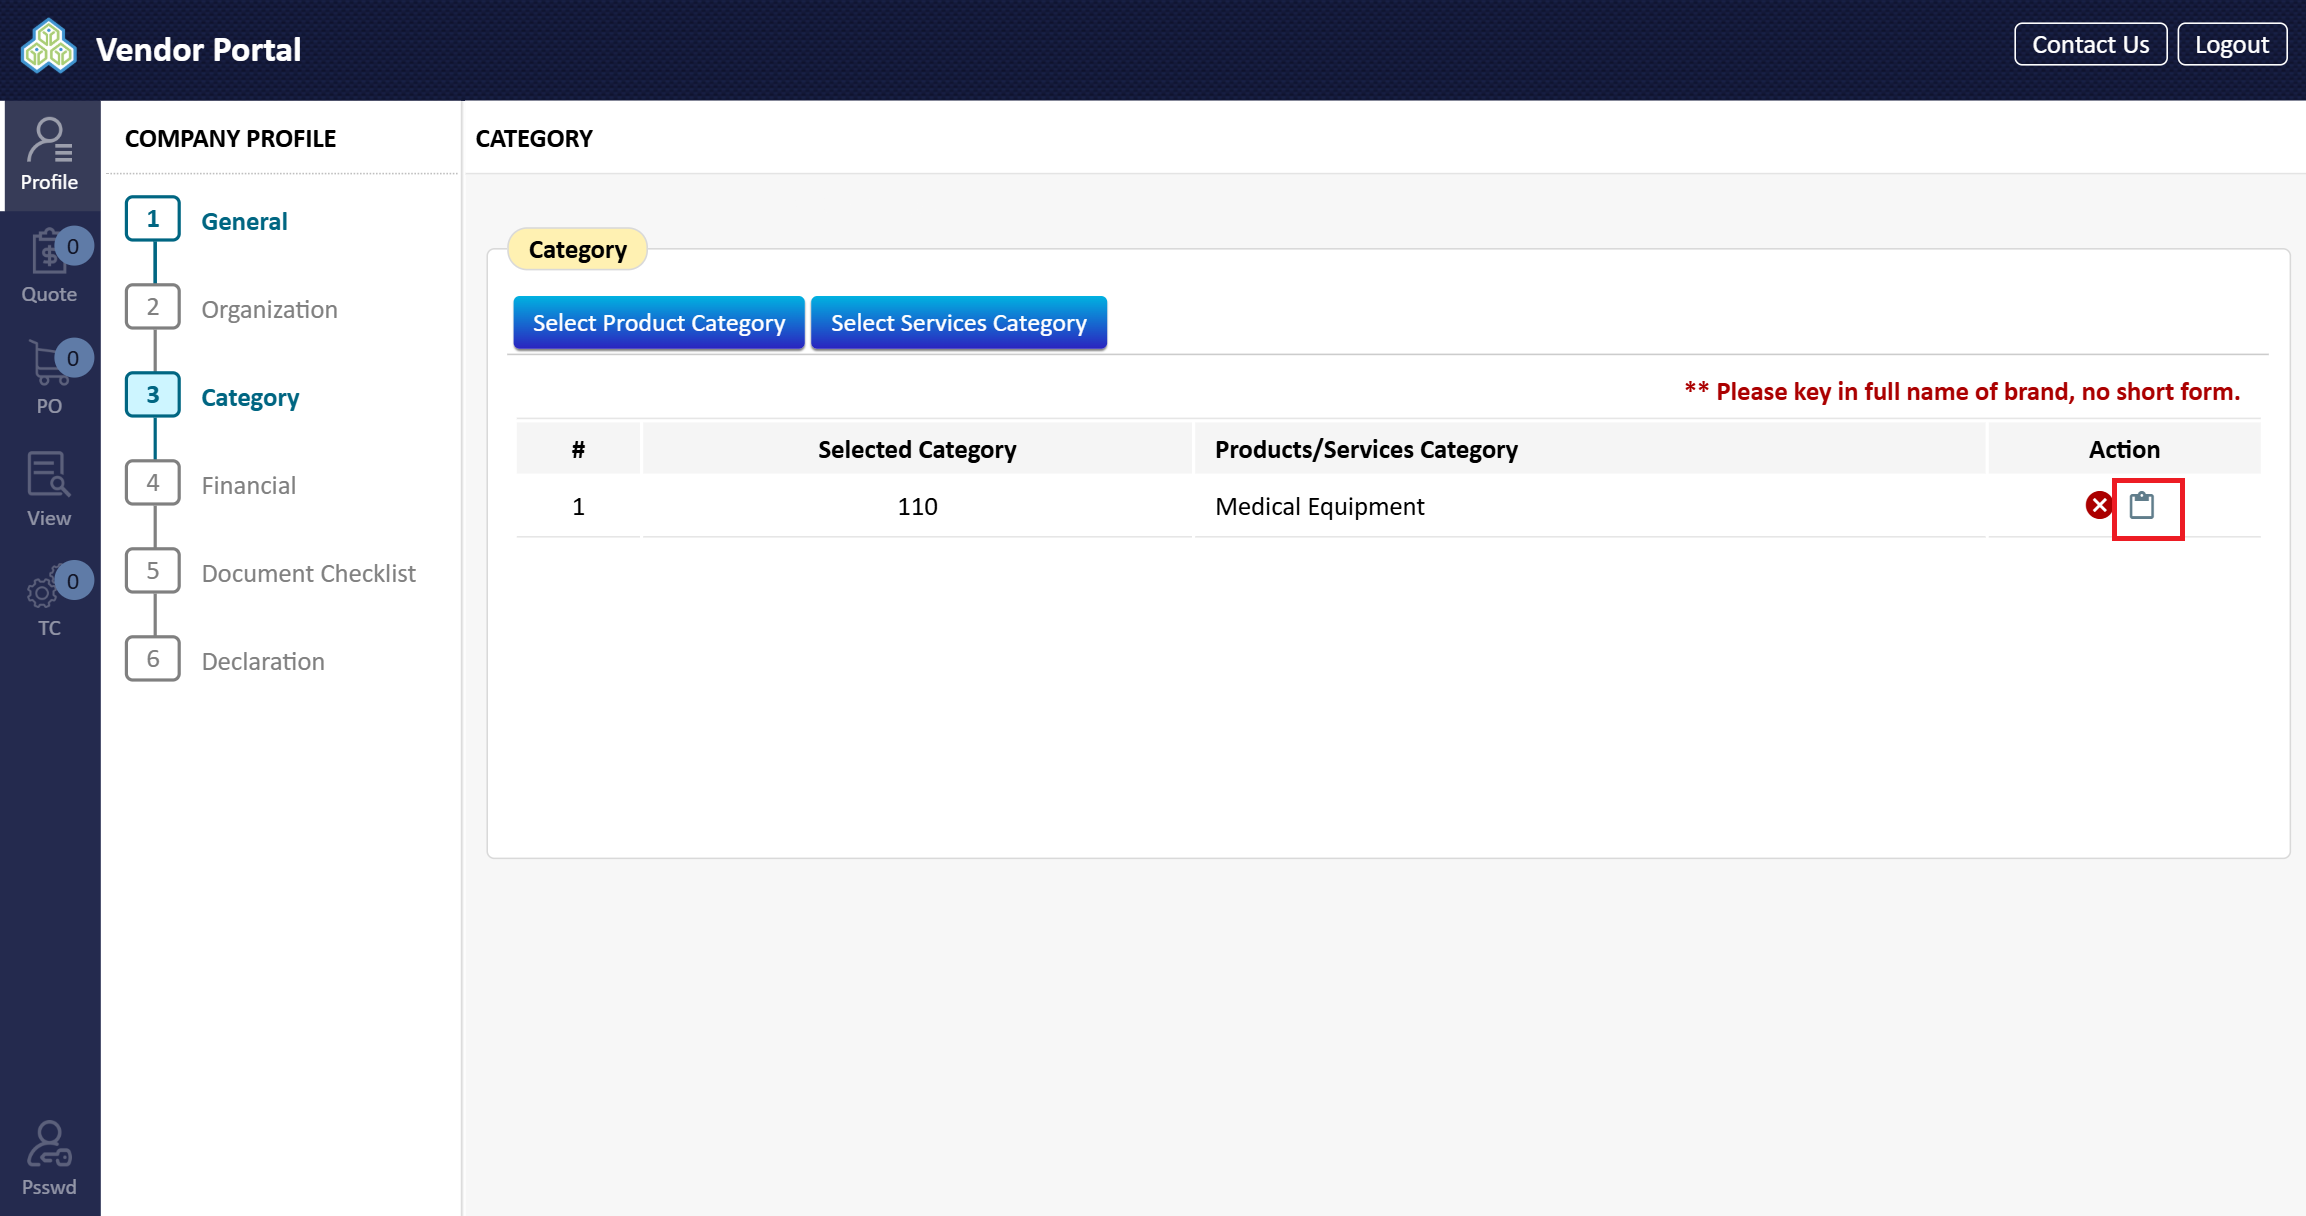 Vendor Portal
Contact Us
Logout
Profile
0
Quote
0
PO
View
0
TC
Psswd
COMPANY PROFILE
1 General
2 Organization
3 Category
4 Financial
5 Document Checklist
6 Declaration
CATEGORY
Category
Select Product Category
Select Services Category
** Please key in full name of brand, no short form.
# Selected Category Products/Services Category Action
1 110 Medical Equipment